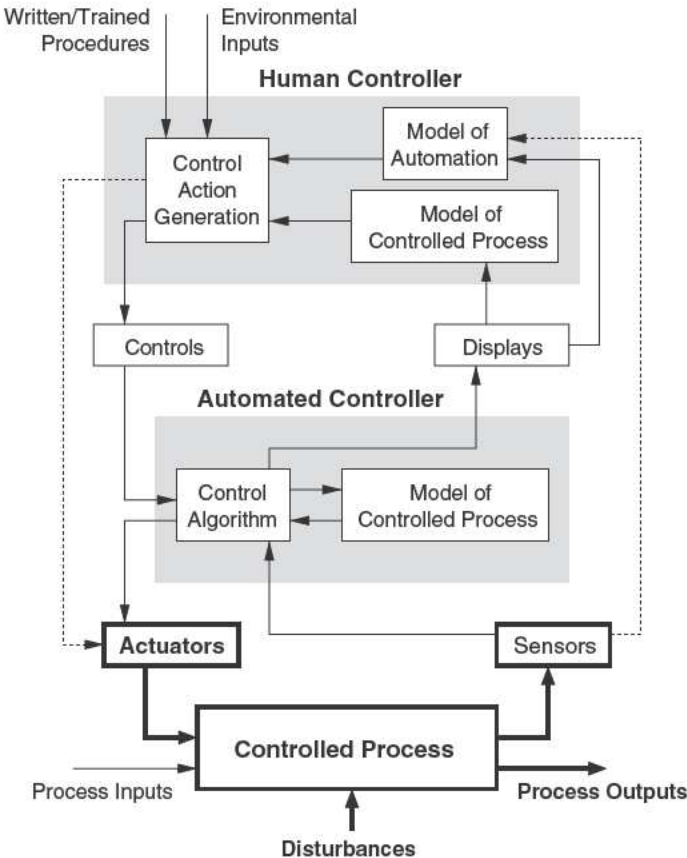 Written/Trained
Procedures
Environmental
Inputs
Human Controller
Control
Action
Generation
Model of
Automation
Model of
Controlled Process
Controls
Displays
Automated Controller
Control
Algorithm
Model of
Controlled Process
Actuators
Sensors
Controlled Process
Process Inputs
Process Outputs
Disturbances